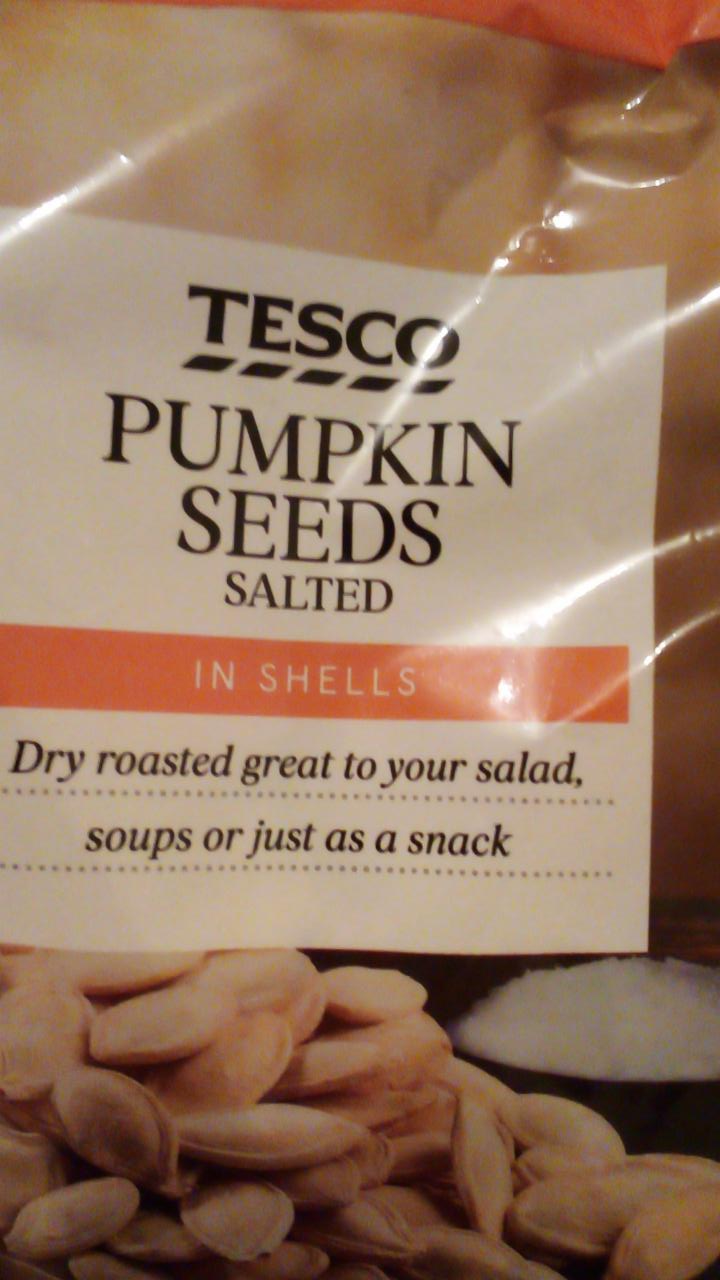 TESCO
PUMPKIN
SEEDS
SALTED
IN SHELLS
Dry roasted great to your salad,
soups or just as a snack